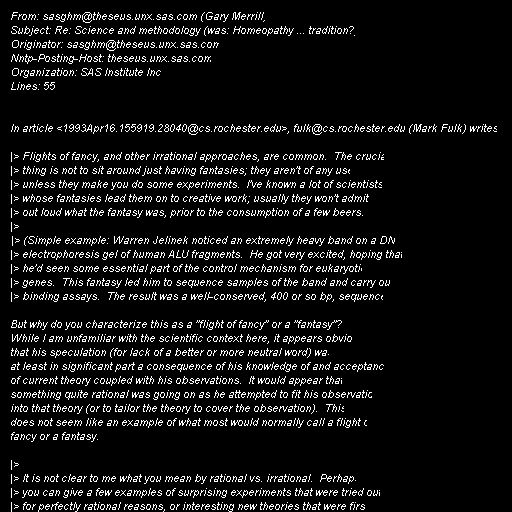 From: sasghm@theseus.unx.sas.com (Gary Merrill)
Subject: Re: Science and methodology (was: Homeopathy ... tradition?)
Originator: sasghm@theseus.unx.sas.com
Nntp-Posting-Host: theseus.unx.sas.com
Organization: SAS Institute Inc
Lines: 55
In article <1993Apr16.155919.28040@cs.rochester.edu>, fulk@cs.rochester.edu (Mark Fulk) writes
|> Flights of fancy, and other irrational approaches, are common.  The crucia
|> thing is not to sit around just having fantasies; they aren't of any use
|> unless they make you do some experiments.  I've known a lot of scientists
|> whose fantasies lead them on to creative work; usually they won't admit
|> out loud what the fantasy was, prior to the consumption of a few beers.
|>
|> (Simple example: Warren Jelinek noticed an extremely heavy band on a DN
|> electrophoresis gel of human ALU fragments.  He got very excited, hoping that
|> he'd seen some essential part of the control mechanism for eukaryoti
|> genes.  This fantasy led him to sequence samples of the band and carry ou
|> binding assays.  The result was a well-conserved, 400 or so bp, sequence
But why do you characterize this as a "flight of fancy" or a "fantasy"?
While I am unfamiliar with the scientific context here, it appears obvio
that his speculation (for lack of a better or more neutral word) wa
at least in significant part a consequence of his knowledge of and acceptanc
of current theory coupled with his observations.  It would appear that
something quite rational was going on as he attempted to fit his observatio
into that theory (or to tailor the theory to cover the observation).  This
does not seem like an example of what most would normally call a flight o
fancy or a fantasy.
|>
|> It is not clear to me what you mean by rational vs. irrational.  Perhap
|> you can give a few examples of surprising experiments that were tried out
|> for perfectly rational reasons, or interesting new theories that were firs